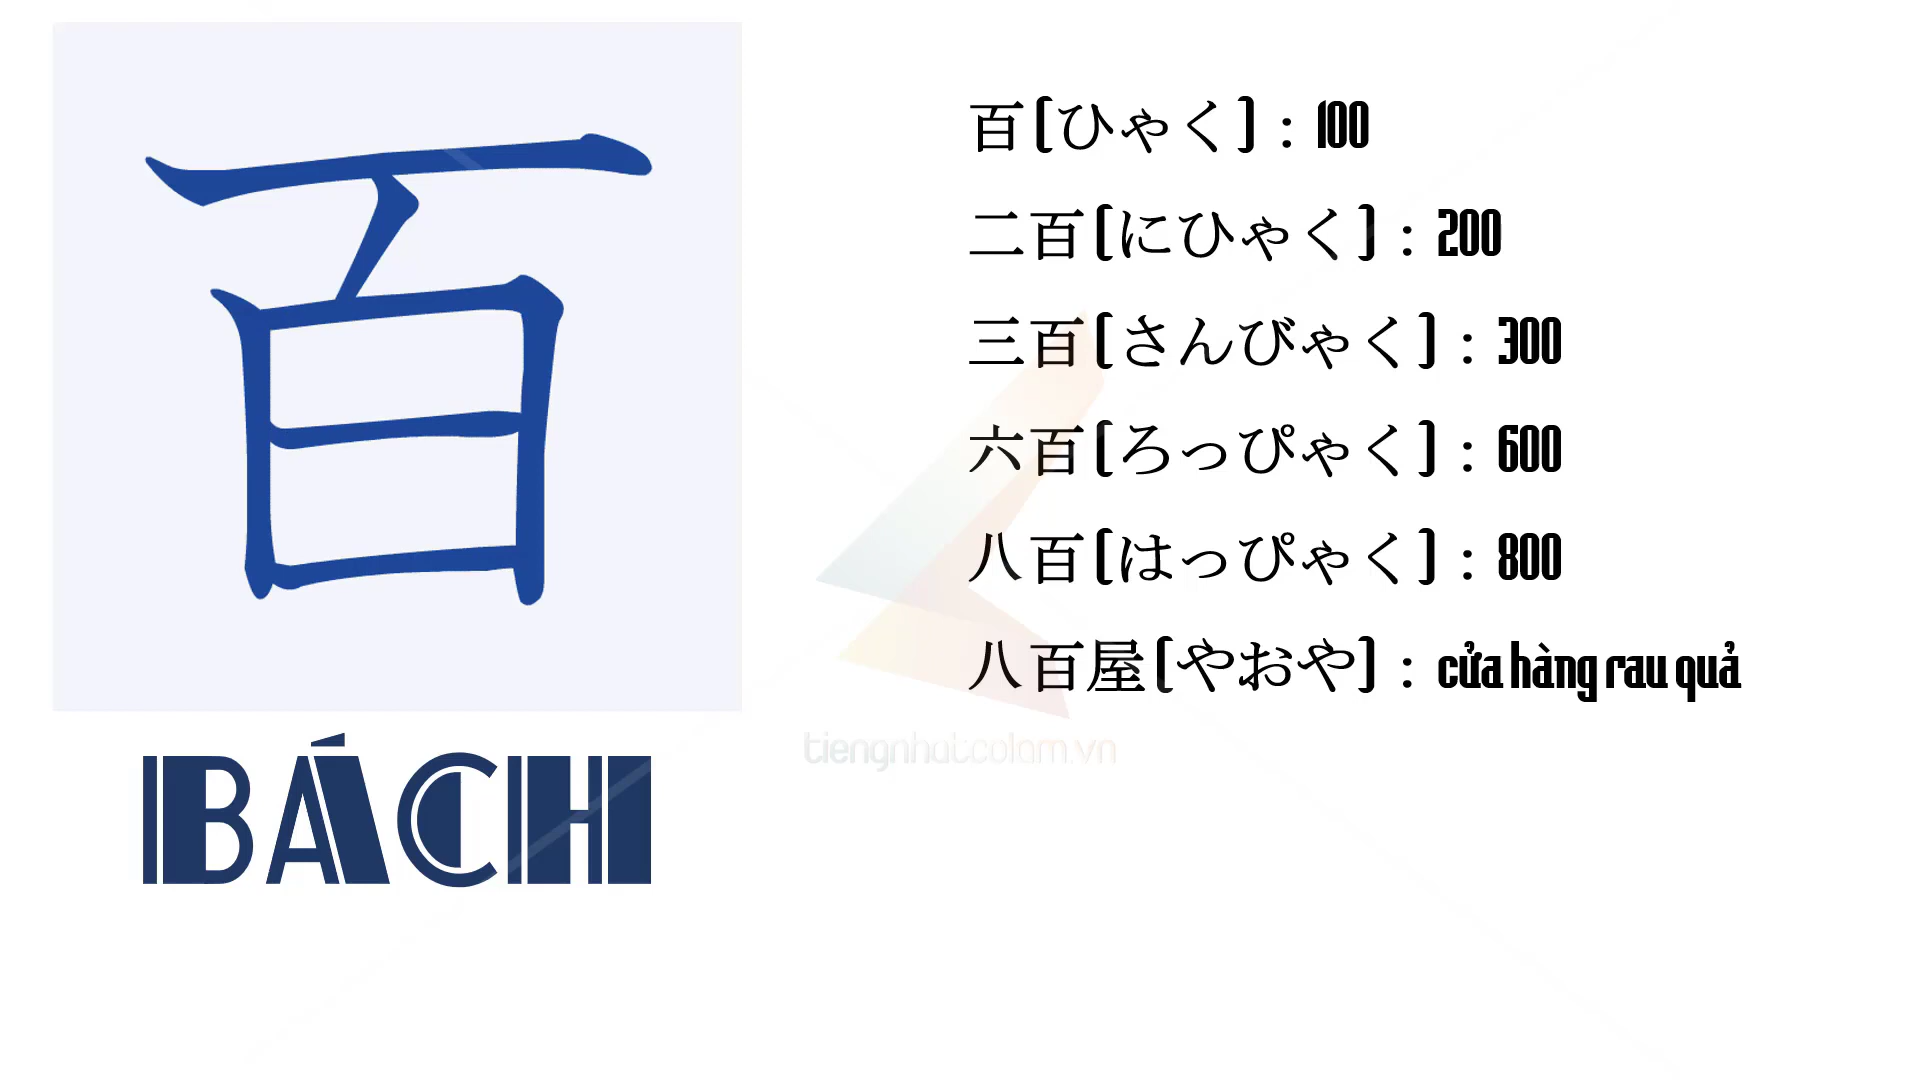 百
BÁCH
百(ひゃく) : 100
二百(にひゃく) : 200
三百(さんびゃく) : 300
六百(ろっぴゃく) : 600
八百(はっぴゃく) : 800
八百屋(やおや) : cửa hàng rau quả
tiengnhatcolam.vn